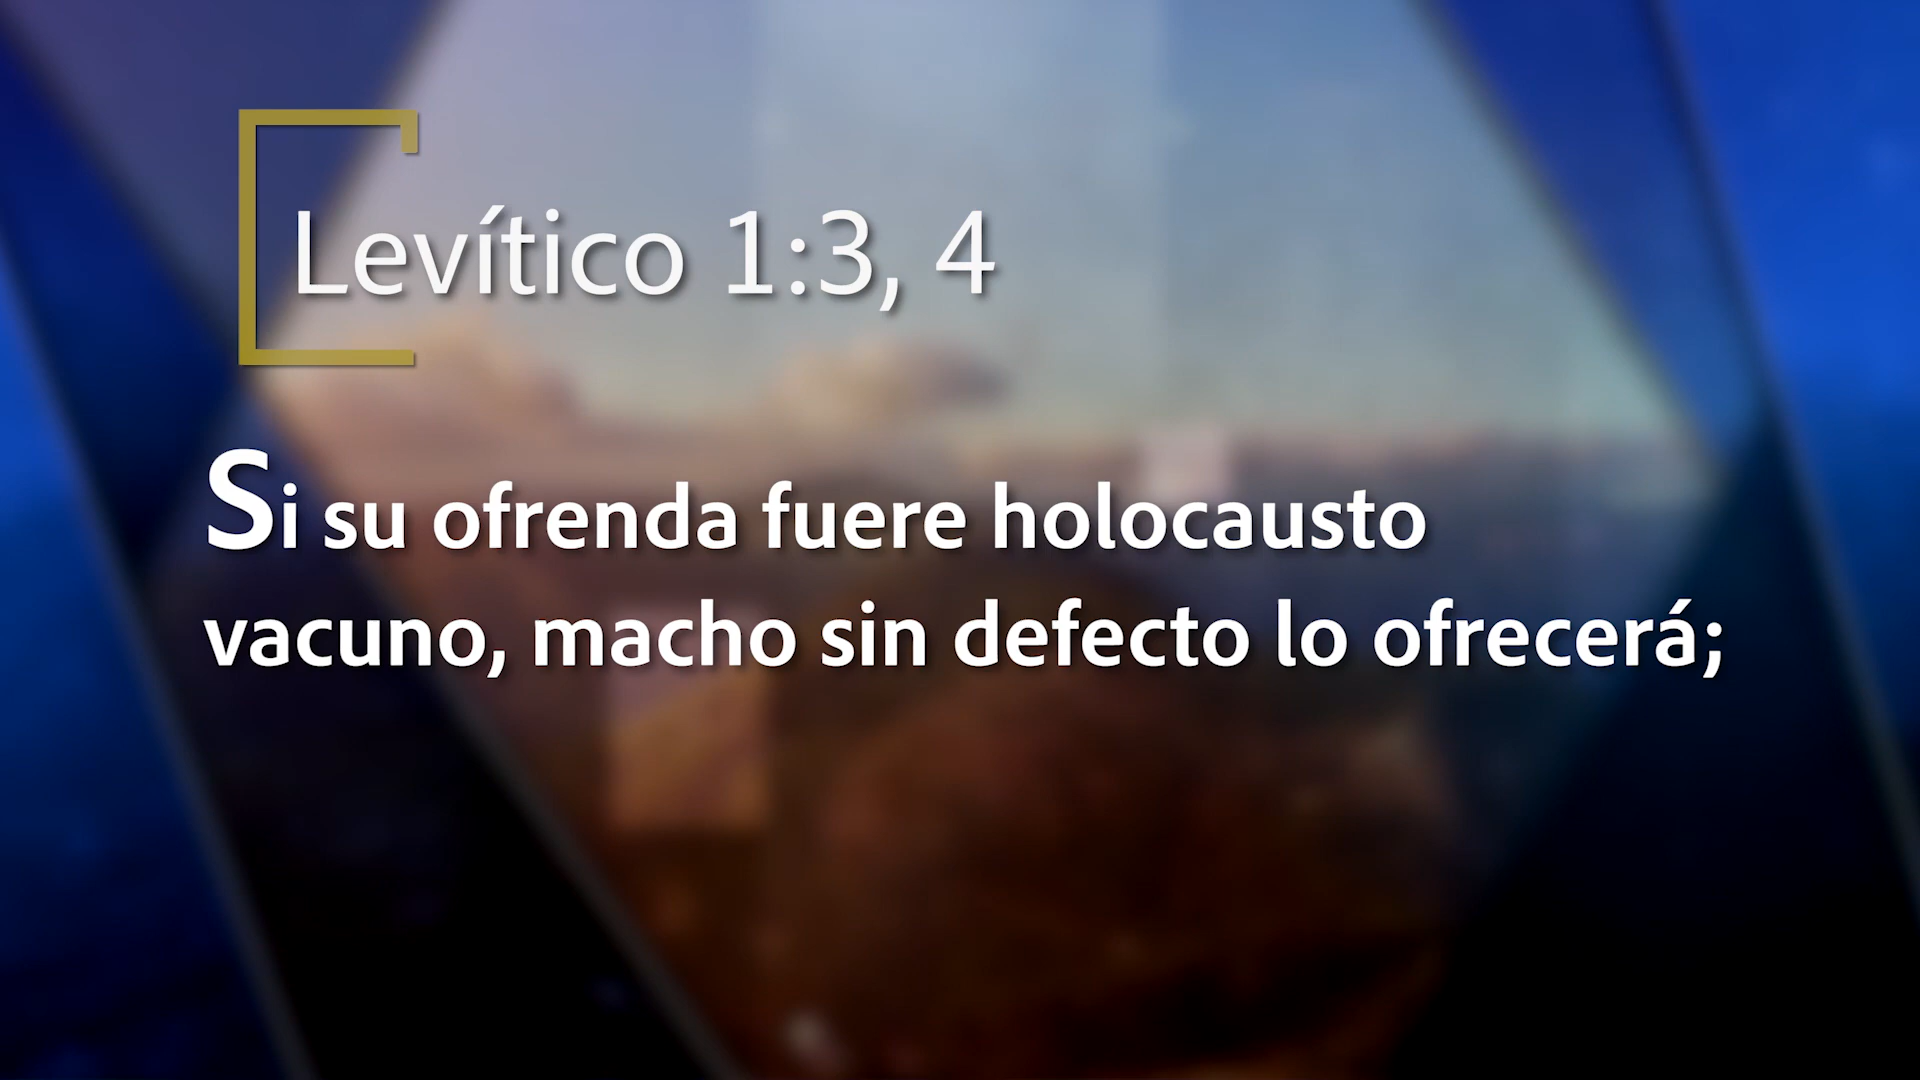 Levítico 1:3, 4
Si su ofrenda fuere holocausto
vacuno, macho sin defecto lo ofrecerá;